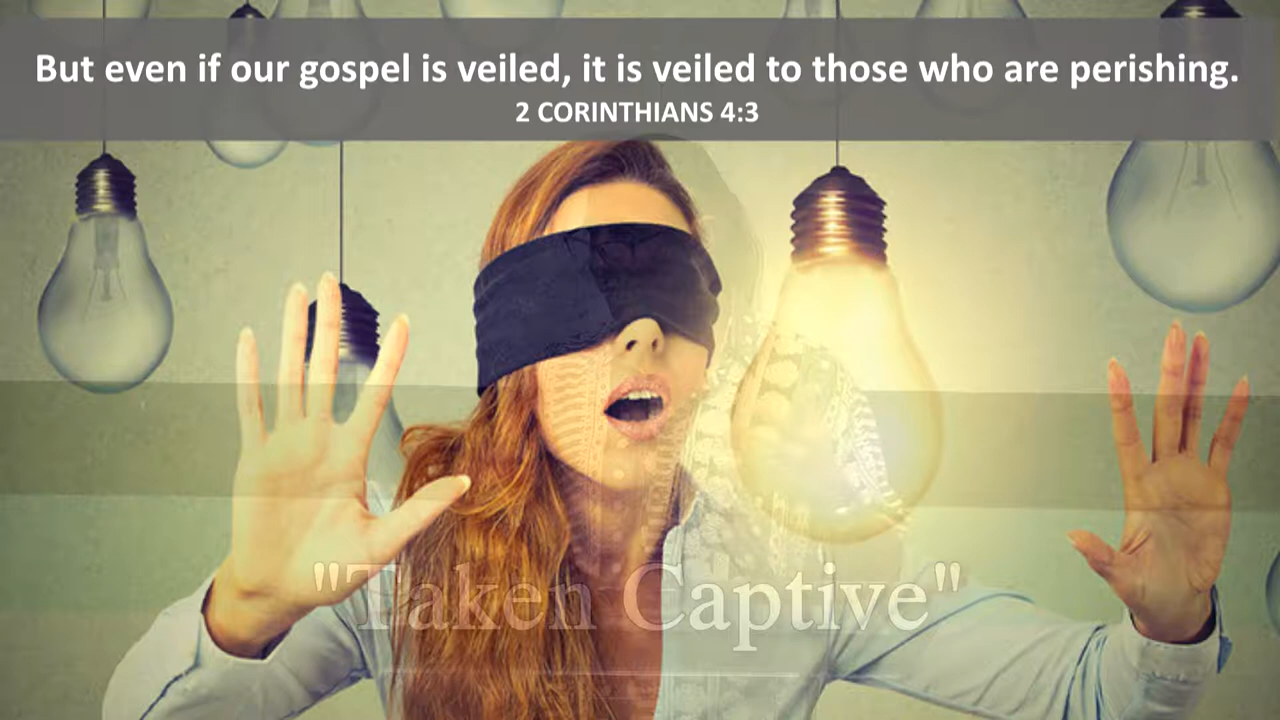 But even if our gospel is veiled, it is veiled to those who are perishing.
2 CORINTHIANS 4:3
"Taken Captive"